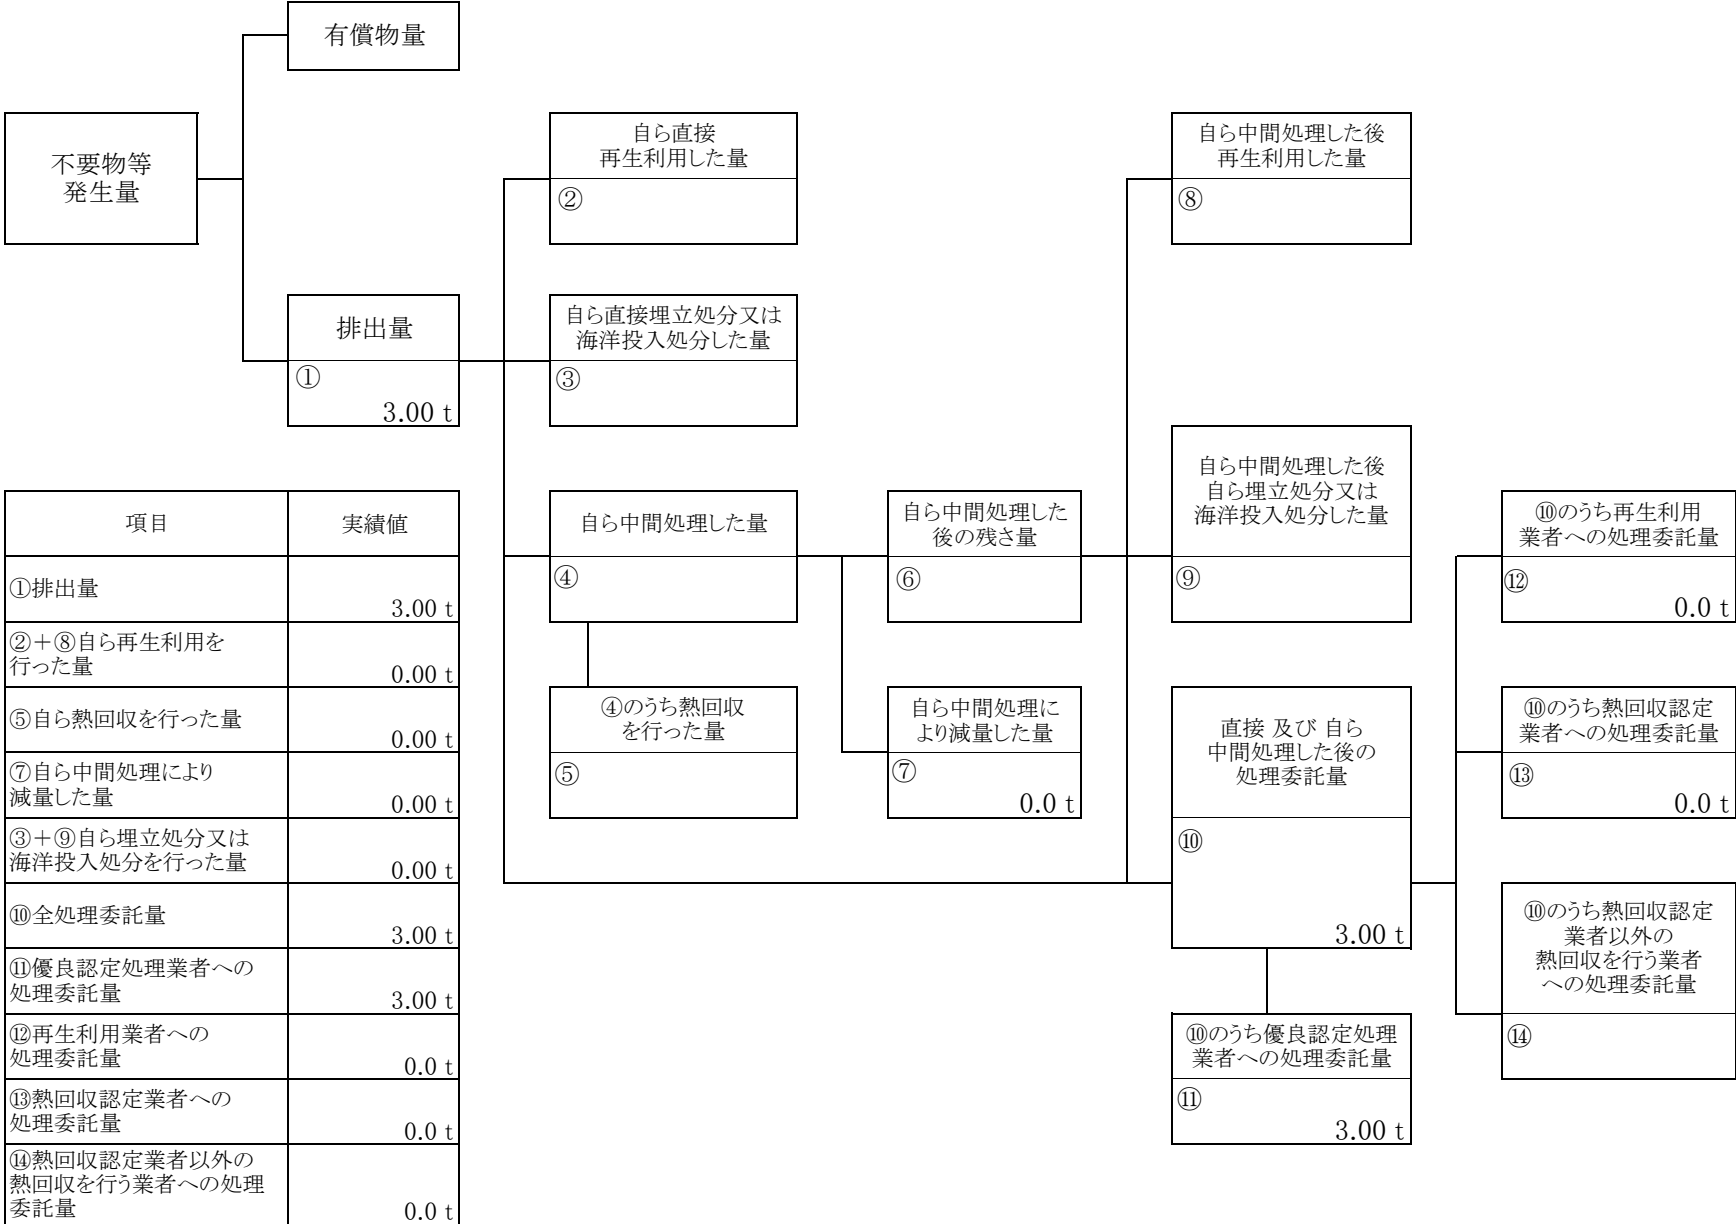 有償物量
不要物等
発生量
自ら直接
再生利用した量
②
自ら中間処理した後
再生利用した量
⑧
排出量
①
3.00 t
自ら直接埋立処分又は
海洋投入処分した量
③
自ら中間処理した量
④
自ら中間処理した
後の残さ量
⑥
自ら中間処理した後
自ら埋立処分又は
海洋投入処分した量
⑨
⑩のうち再生利用
業者への処理委託量
⑫
0.0 t
④のうち熱回収
を行った量
⑤
自ら中間処理に
より減量した量
⑦
0.0 t
直接 及び 自ら
中間処理した後の
処理委託量
⑩
3.00 t
⑩のうち熱回収認定
業者への処理委託量
⑬
0.0 t
⑩のうち熱回収認定
業者以外の
熱回収を行う業者
への処理委託量
⑭
⑩のうち優良認定処理
業者への処理委託量
⑪
3.00 t
項目 実績値
①排出量
3.00 t
②＋⑧自ら再生利用を
行った量
0.00 t
⑤自ら熱回収を行った量
0.00 t
⑦自ら中間処理により
減量した量
0.00 t
③＋⑨自ら埋立処分又は
海洋投入処分を行った量
0.00 t
⑩全処理委託量
3.00 t
⑪優良認定処理業者への
処理委託量
3.00 t
⑫再生利用業者への
処理委託量
0.0 t
⑬熱回収認定業者への
処理委託量
0.0 t
⑭熱回収認定業者以外の
熱回収を行う業者への処理
委託量
0.0 t